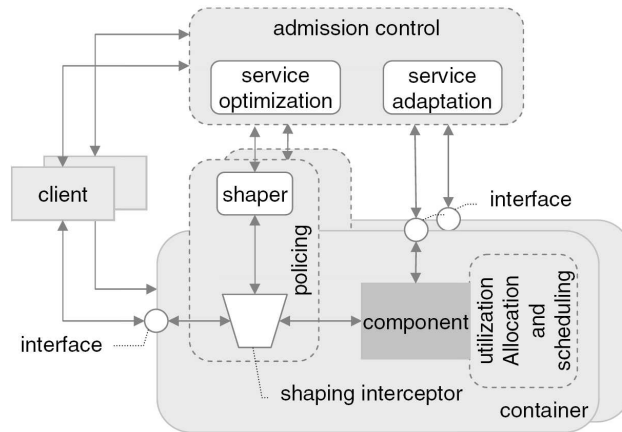 admission control
service
optimization
service
adaptation
client
shaper
interface
policing
component
utilization
Allocation
and
scheduling
interface
shaping interceptor
container